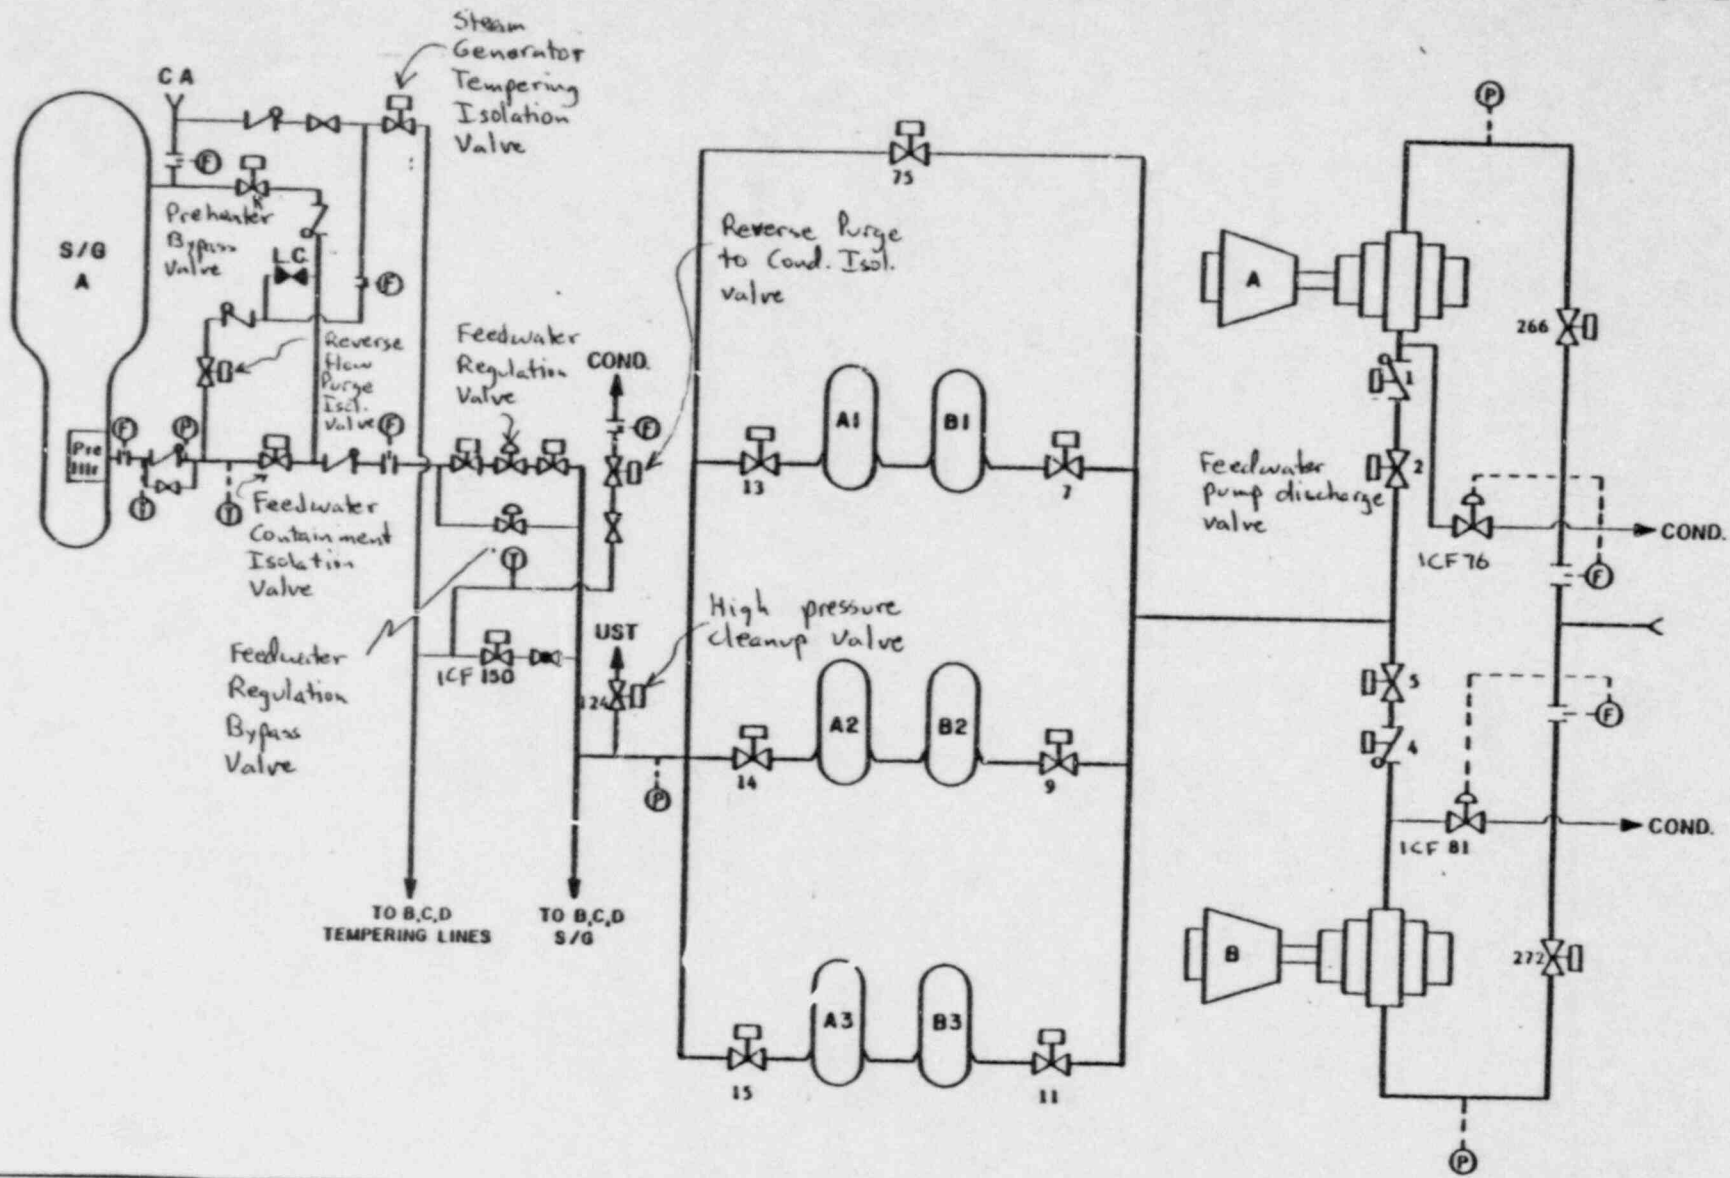 Steam
Generator
Tempering
Isolation
Valve
CA
F
S/G
A
Preheater
Bypass
Valve
L.C.
F
Reverse
flow
Purge
Isol.
Valve
Pre
Htr
F
P
F
T
T
Feedwater
Containment
Isolation
Valve
Feedwater
Regulation
Valve
COND.
F
Reverse Purge
to Cond. Isol.
valve
T
Feedwater
Regulation
Bypass
Valve
1CF 150
UST
124
High pressure
cleanup valve
P
TO B,C,D
TEMPERING LINES
TO B,C,D
S/G
75
A1
B1
13
7
A2
B2
14
9
A3
B3
15
11
P
A
266
1
2
Feedwater
pump discharge
valve
1CF 76
COND.
F
5
F
4
1CF 81
COND.
B
272
P